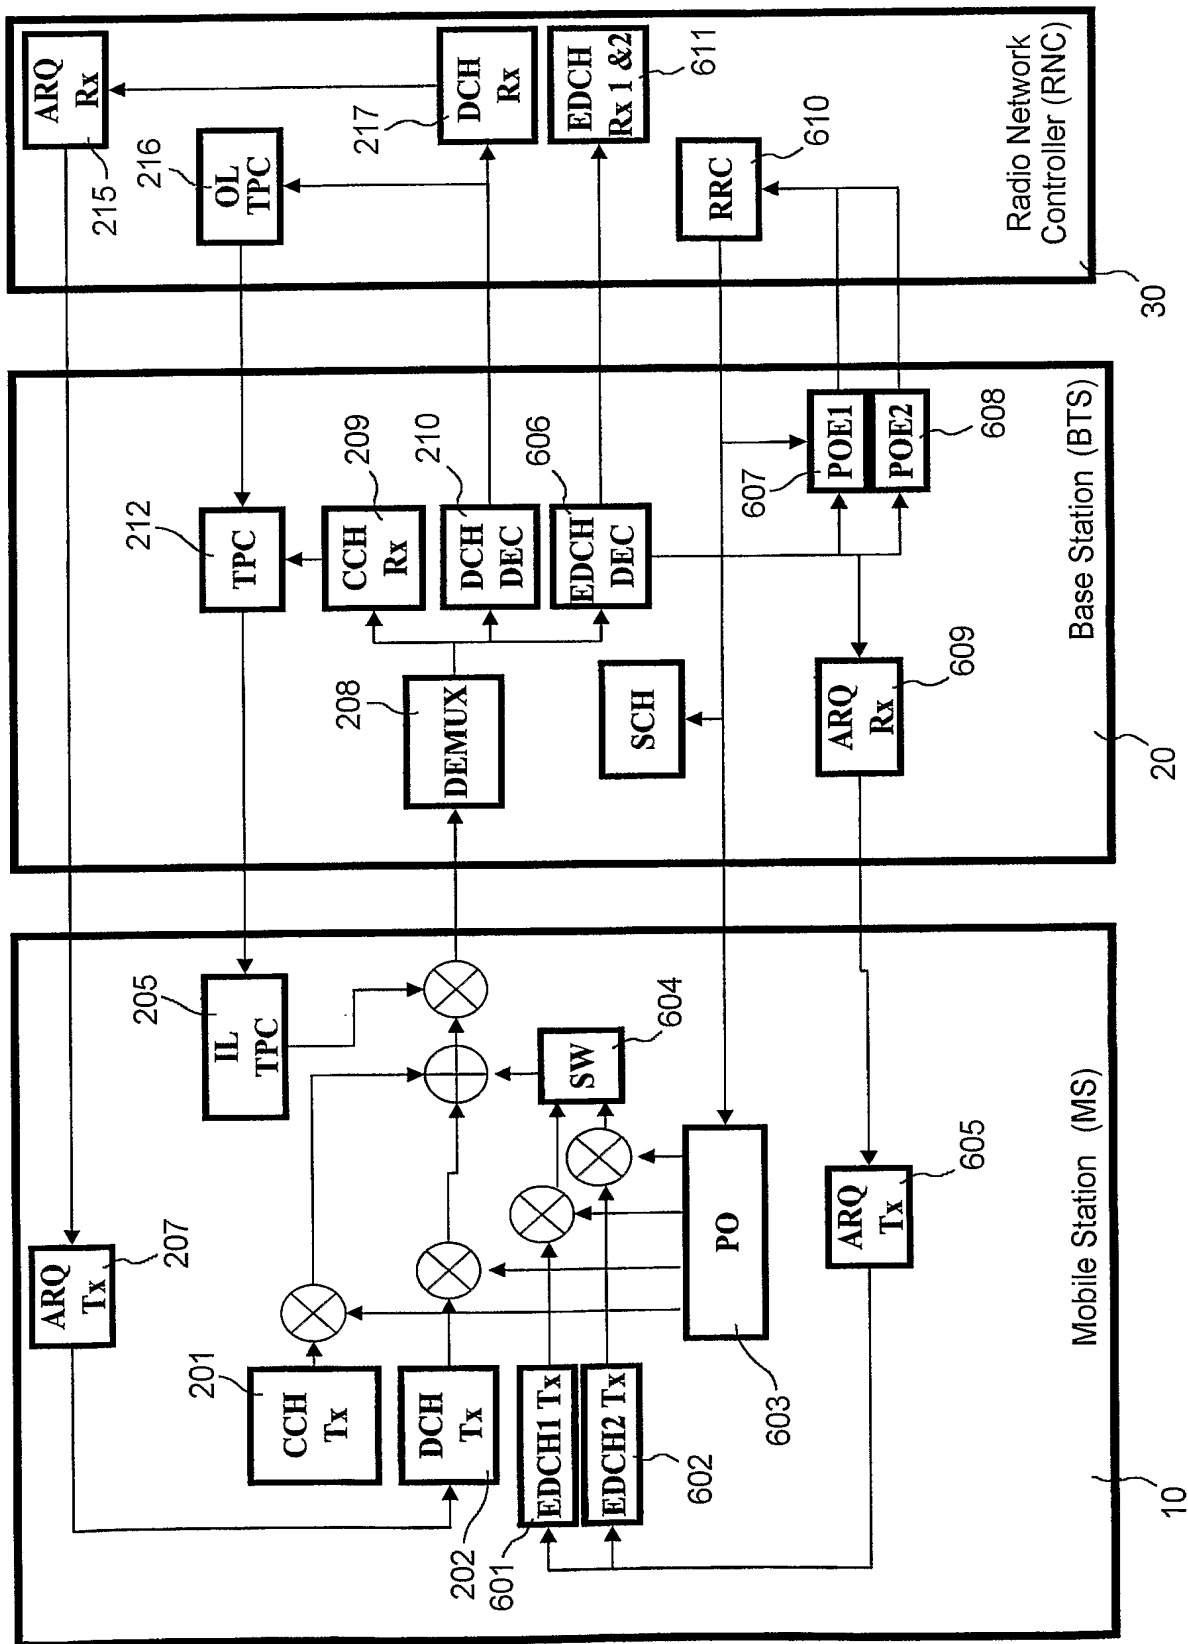 ARQ
Tx
207
CCH
Tx
201
DCH
Tx
202
EDCH1 Tx
601
EDCH2 Tx
602
IL
TPC
205
SW
604
PO
603
ARQ
Tx
605
Mobile Station (MS)
10
TPC
212
CCH
Rx
209
DCH
DEC
210
EDCH
DEC
606
DEMUX
208
SCH
POE1
607
POE2
608
ARQ
Rx
609
Base Station (BTS)
20
ARQ
Rx
215
OL
TPC
216
DCH
Rx
217
EDCH
Rx 1 &2
611
RRC
610
Radio Network
Controller (RNC)
30